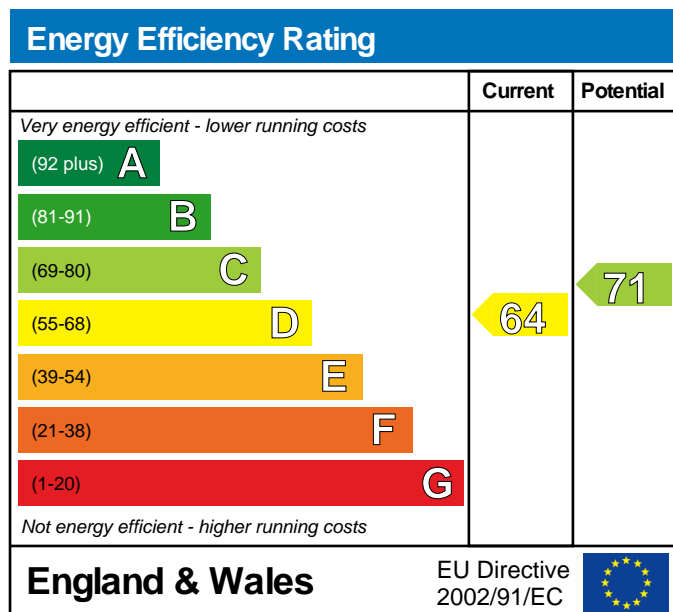 Energy Efficiency Rating
Current Potential
Very energy efficient - lower running costs
(92 plus) A
(81-91) B
(69-80) C
71
(55-68) D
64
(39-54) E
(21-38) F
(1-20) G
Not energy efficient - higher running costs
England & Wales
EU Directive
2002/91/EC